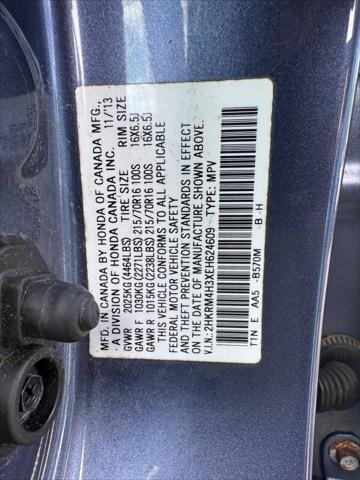 MFD. IN CANADA BY HONDA OF CANADA MFG.,
- A DIVISION OF HONDA CANADA INC. 11/13
GVWR 2025KG(4464LBS) TIRE SIZE RIM SIZE
GAWR F 1030KG(2271LBS) 215/70R16 100S 16X6.5J
GAWR R 1015KG(2238LBS) 215/70R16 100S 16X6.5J
THIS VEHICLE CONFORMS TO ALL APPLICABLE
FEDERAL MOTOR VEHICLE SAFETY
AND THEFT PREVENTION STANDARDS IN EFFECT
ON THE DATE OF MANUFACTURE SHOWN ABOVE.
V.I.N.: 2HKRM4H3XEH624609 TYPE: MPV
T1N E AA5 -B570M -B -H